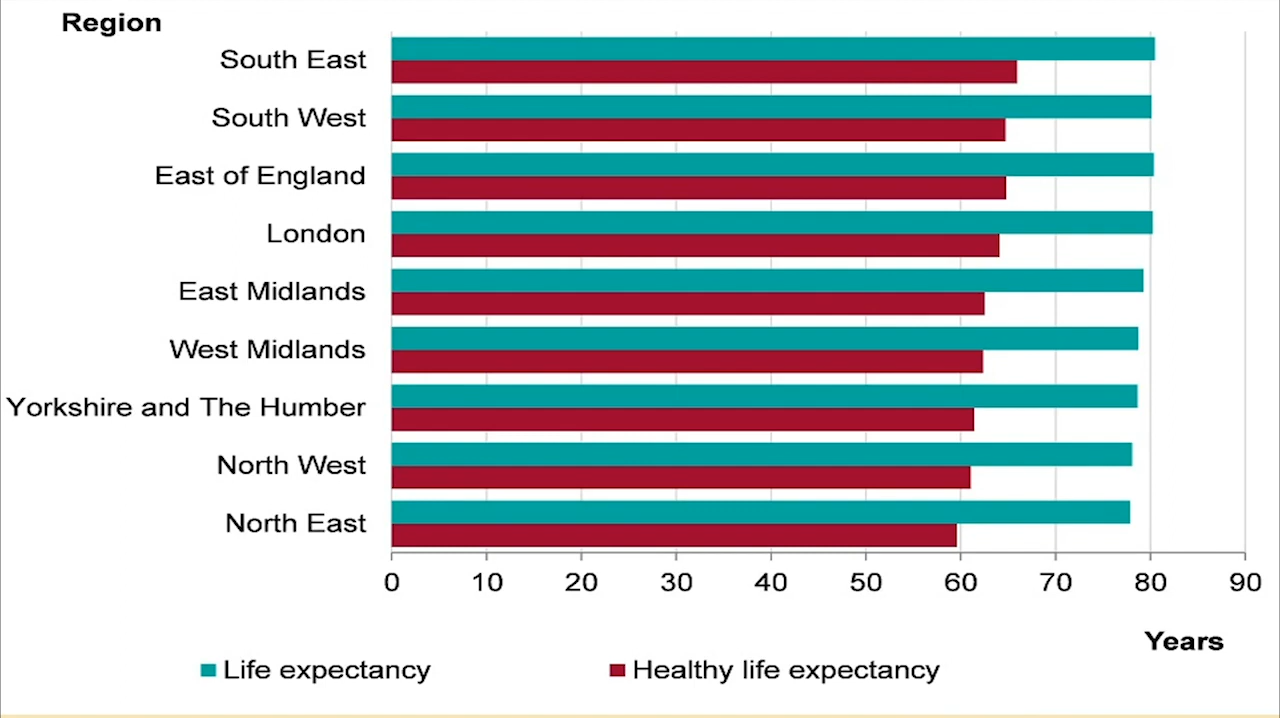 Region
South East
South West
East of England
London
East Midlands
West Midlands
Yorkshire and The Humber
North West
North East
0 10 20 30 40 50 60 70 80 90
Years
Life expectancy Healthy life expectancy